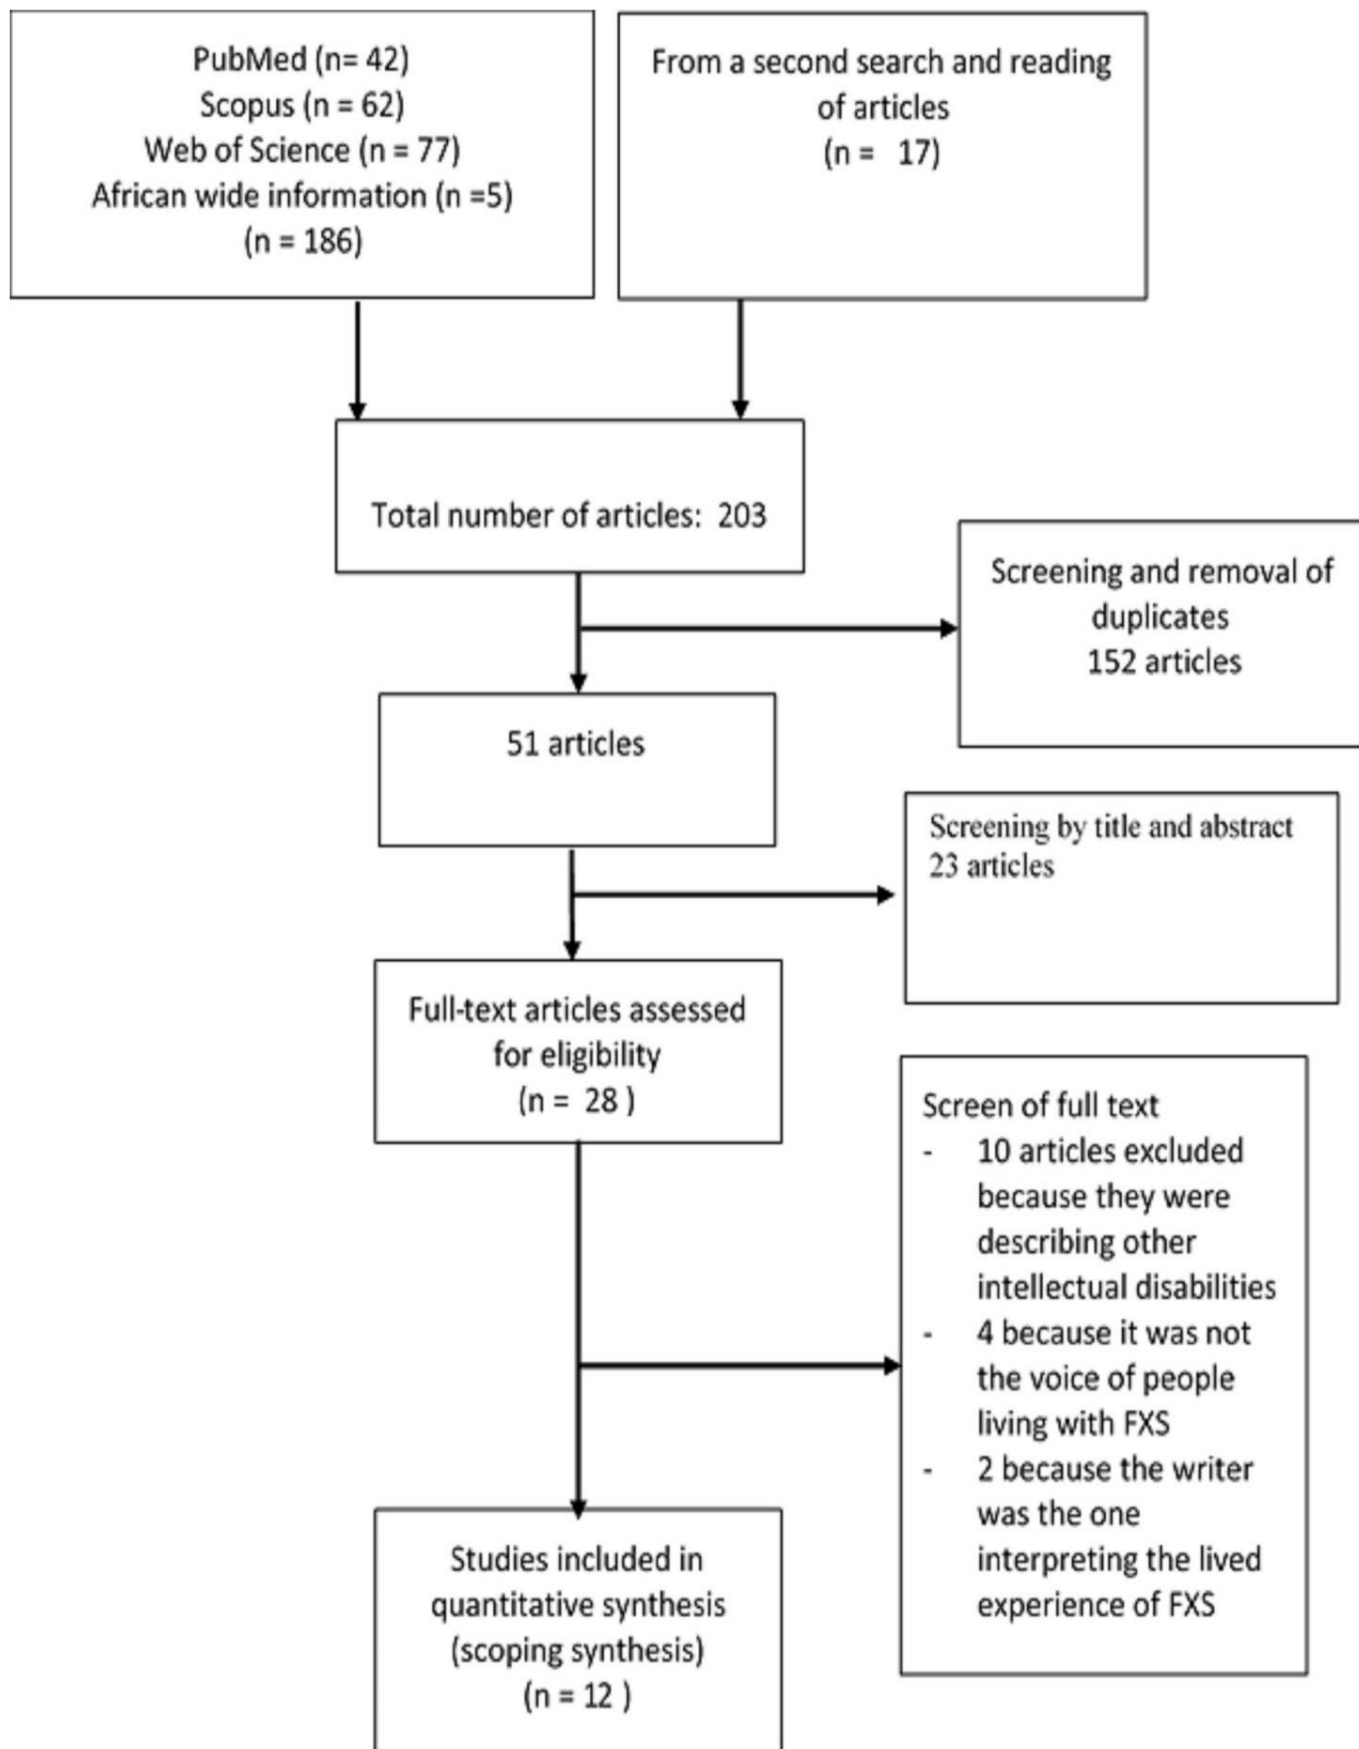 PubMed (n= 42)
Scopus (n = 62)
Web of Science (n = 77)
African wide information (n =5)
(n = 186)
From a second search and reading
of articles
(n = 17)
Total number of articles: 203
Screening and removal of
duplicates
152 articles
51 articles
Screening by title and abstract
23 articles
Full-text articles assessed
for eligibility
(n = 28 )
Screen of full text
- 10 articles excluded
because they were
describing other
intellectual disabilities
- 4 because it was not
the voice of people
living with FXS
- 2 because the writer
was the one
interpreting the lived
experience of FXS
Studies included in
quantitative synthesis
(scoping synthesis)
(n = 12 )